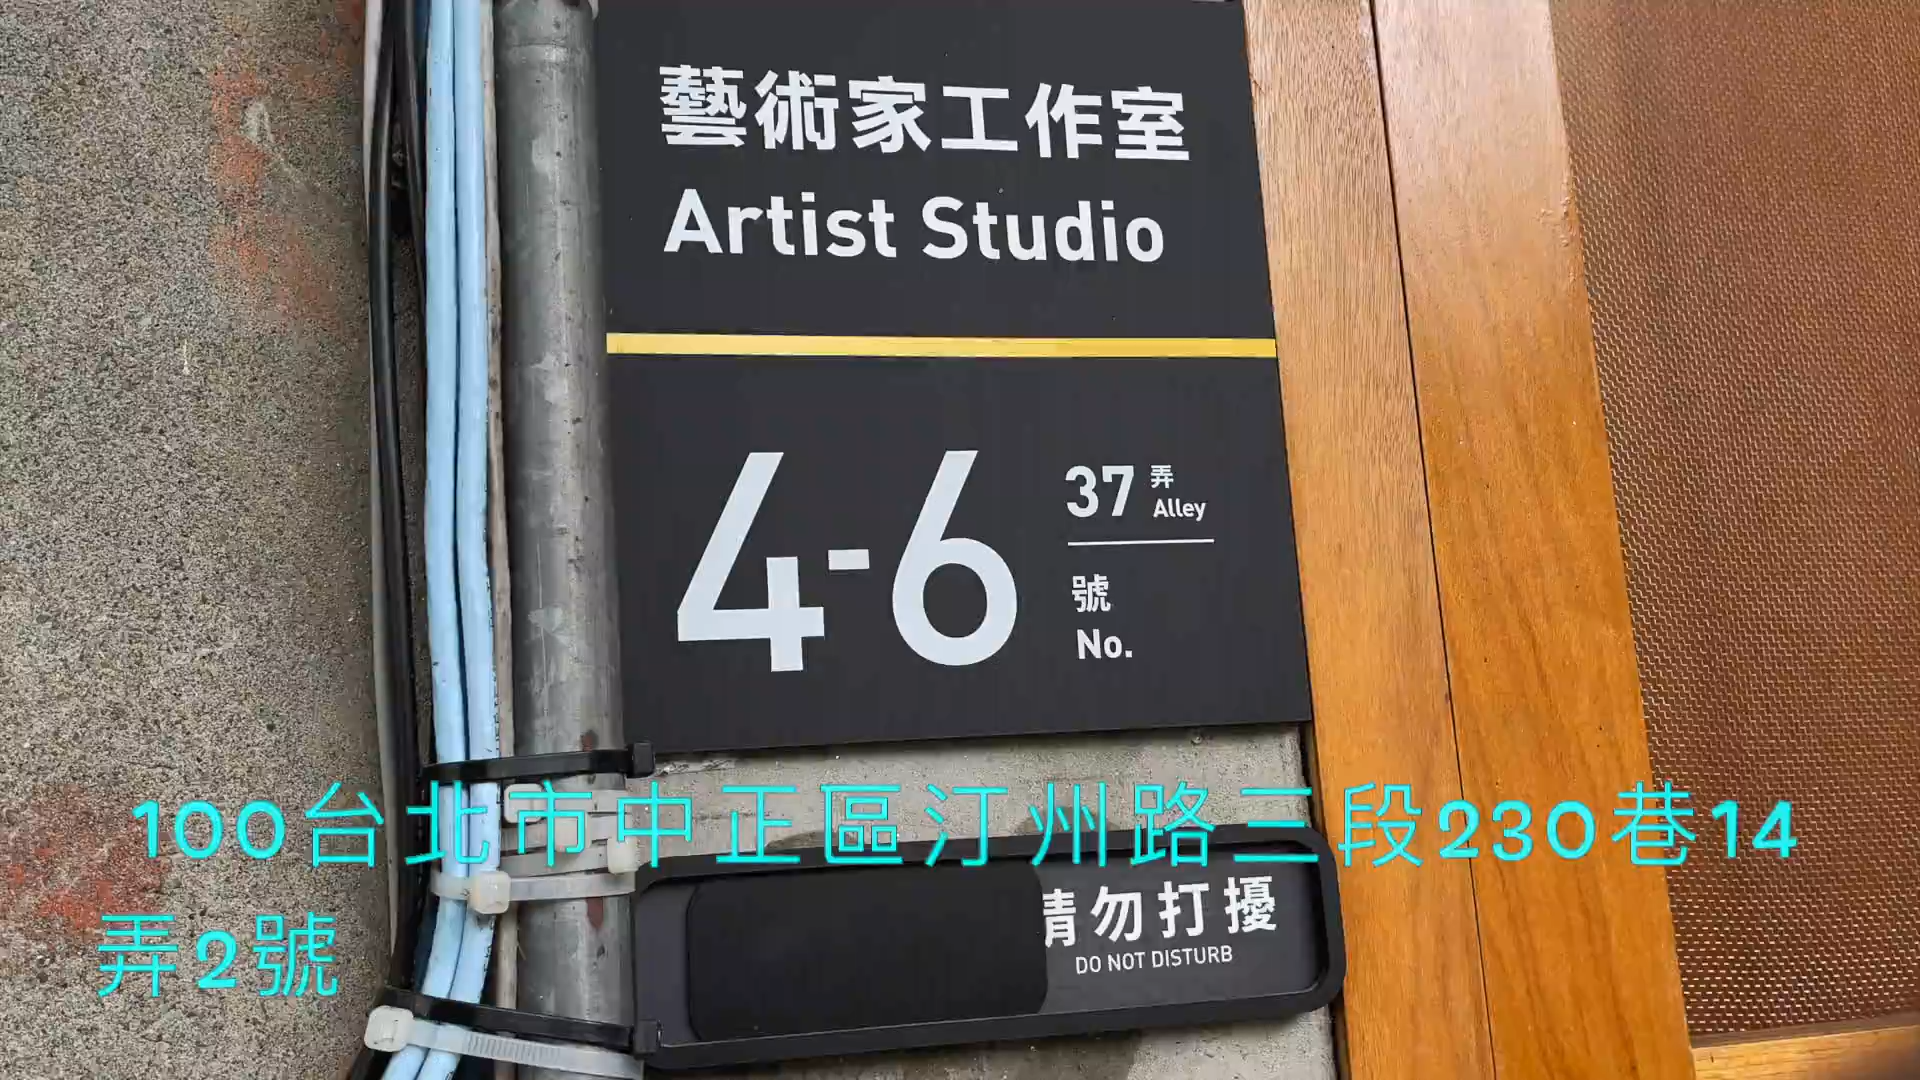 藝術家工作室
Artist Studio
4-6
37 弄
Alley
號
No.
100台北市中正區汀州路三段230巷14
弄2號
請勿打擾
DO NOT DISTURB